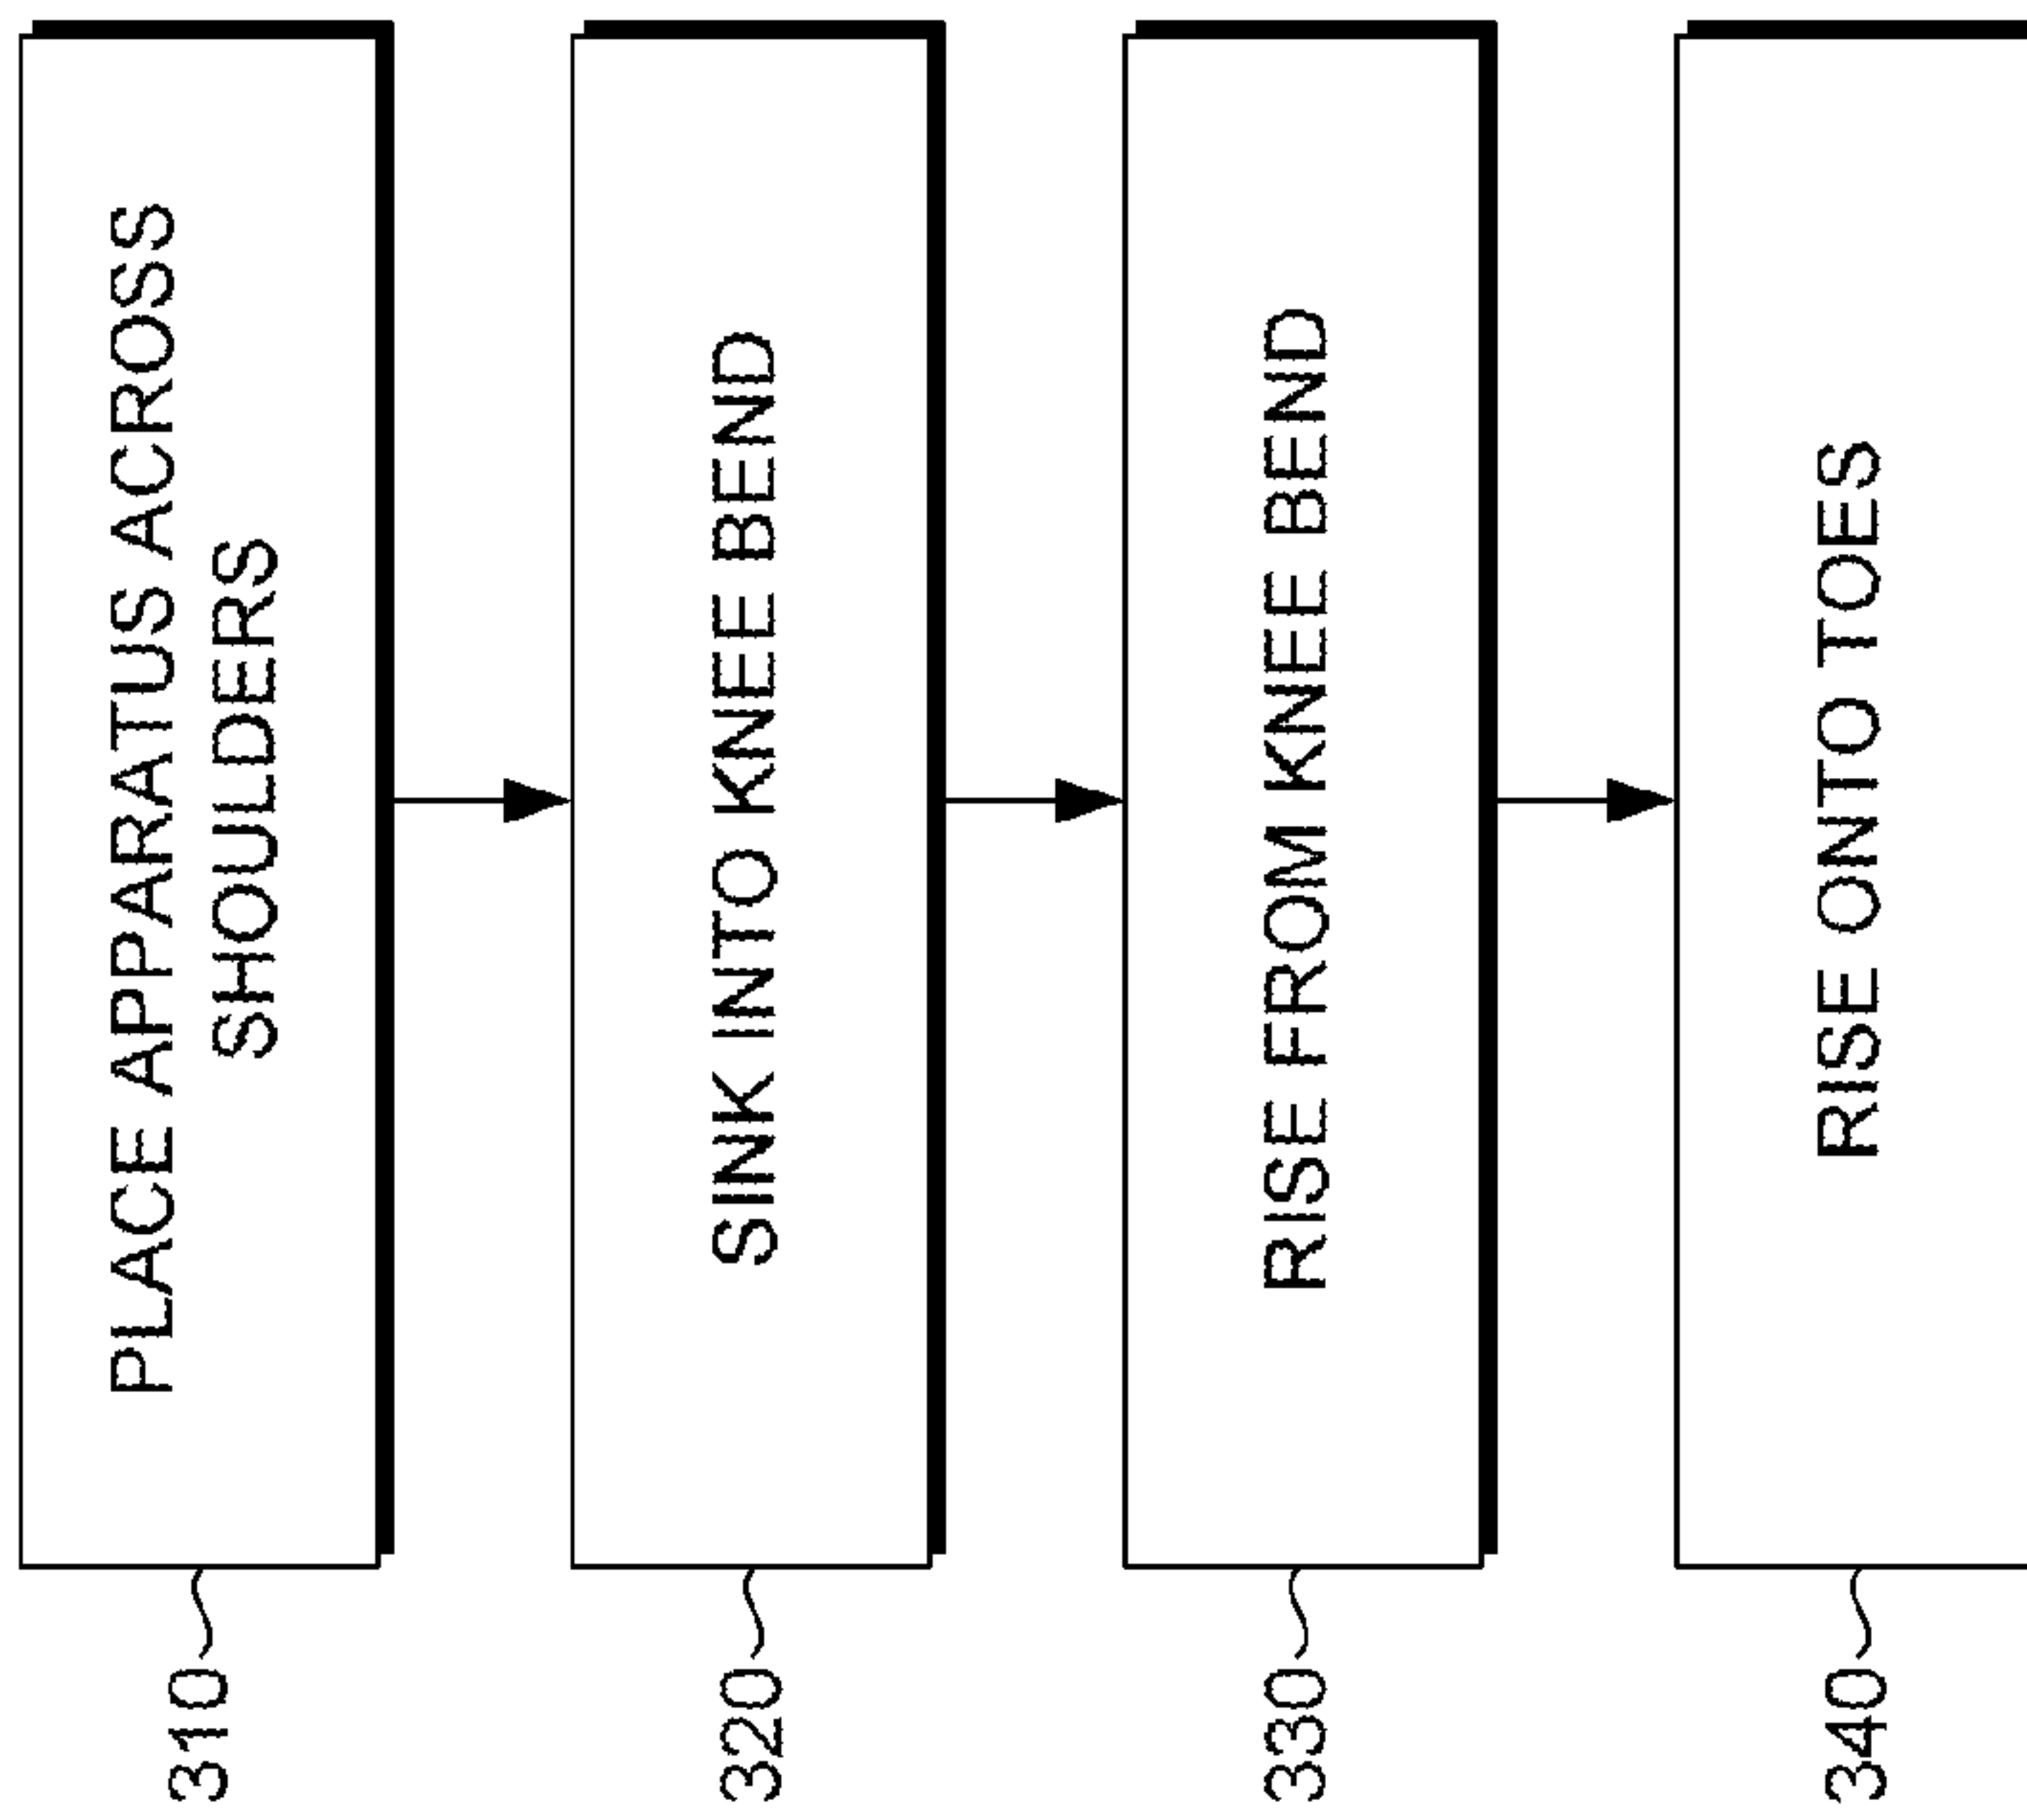 310
PLACE APPARATUS ACROSS
SHOULDERS
320
SINK INTO KNEE BEND
330
RISE FROM KNEE BEND
340
RISE ONTO TOES